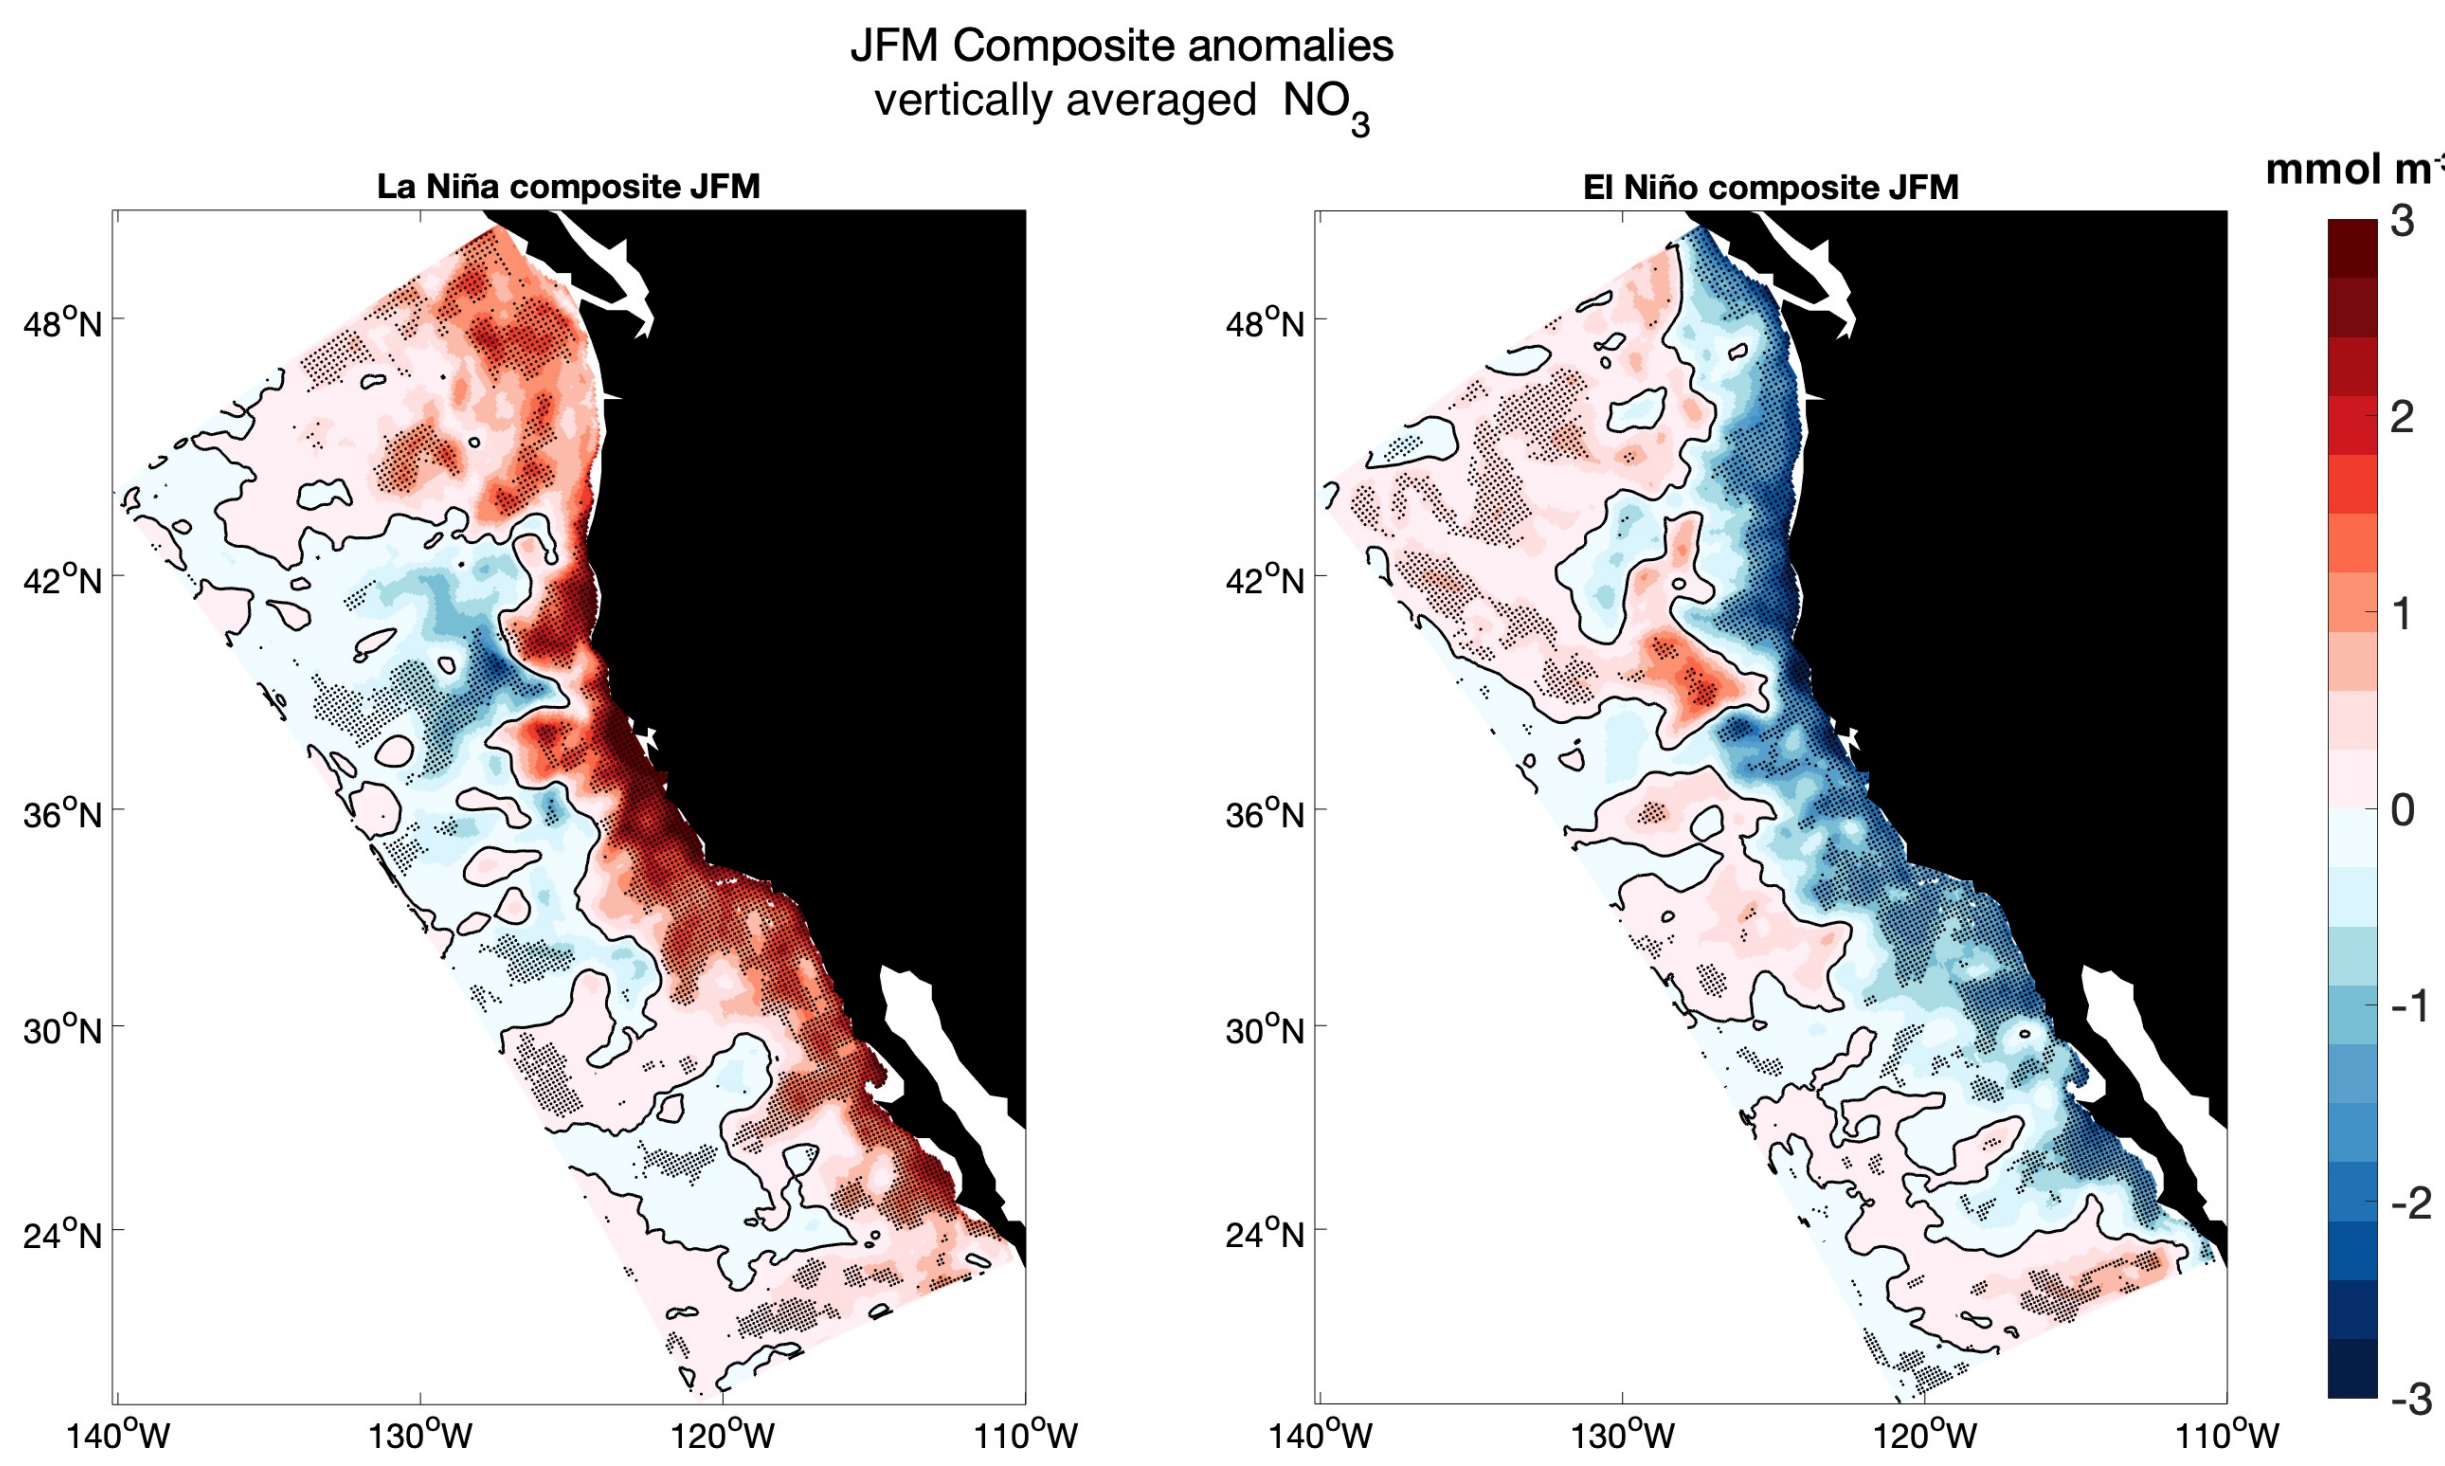 JFM Composite anomalies
vertically averaged NO₃
La Niña composite JFM
El Niño composite JFM
mmol m⁻³
48°N
42°N
36°N
30°N
24°N
140°W
130°W
120°W
110°W
48°N
42°N
36°N
30°N
24°N
140°W
130°W
120°W
110°W
3
2
1
0
-1
-2
-3